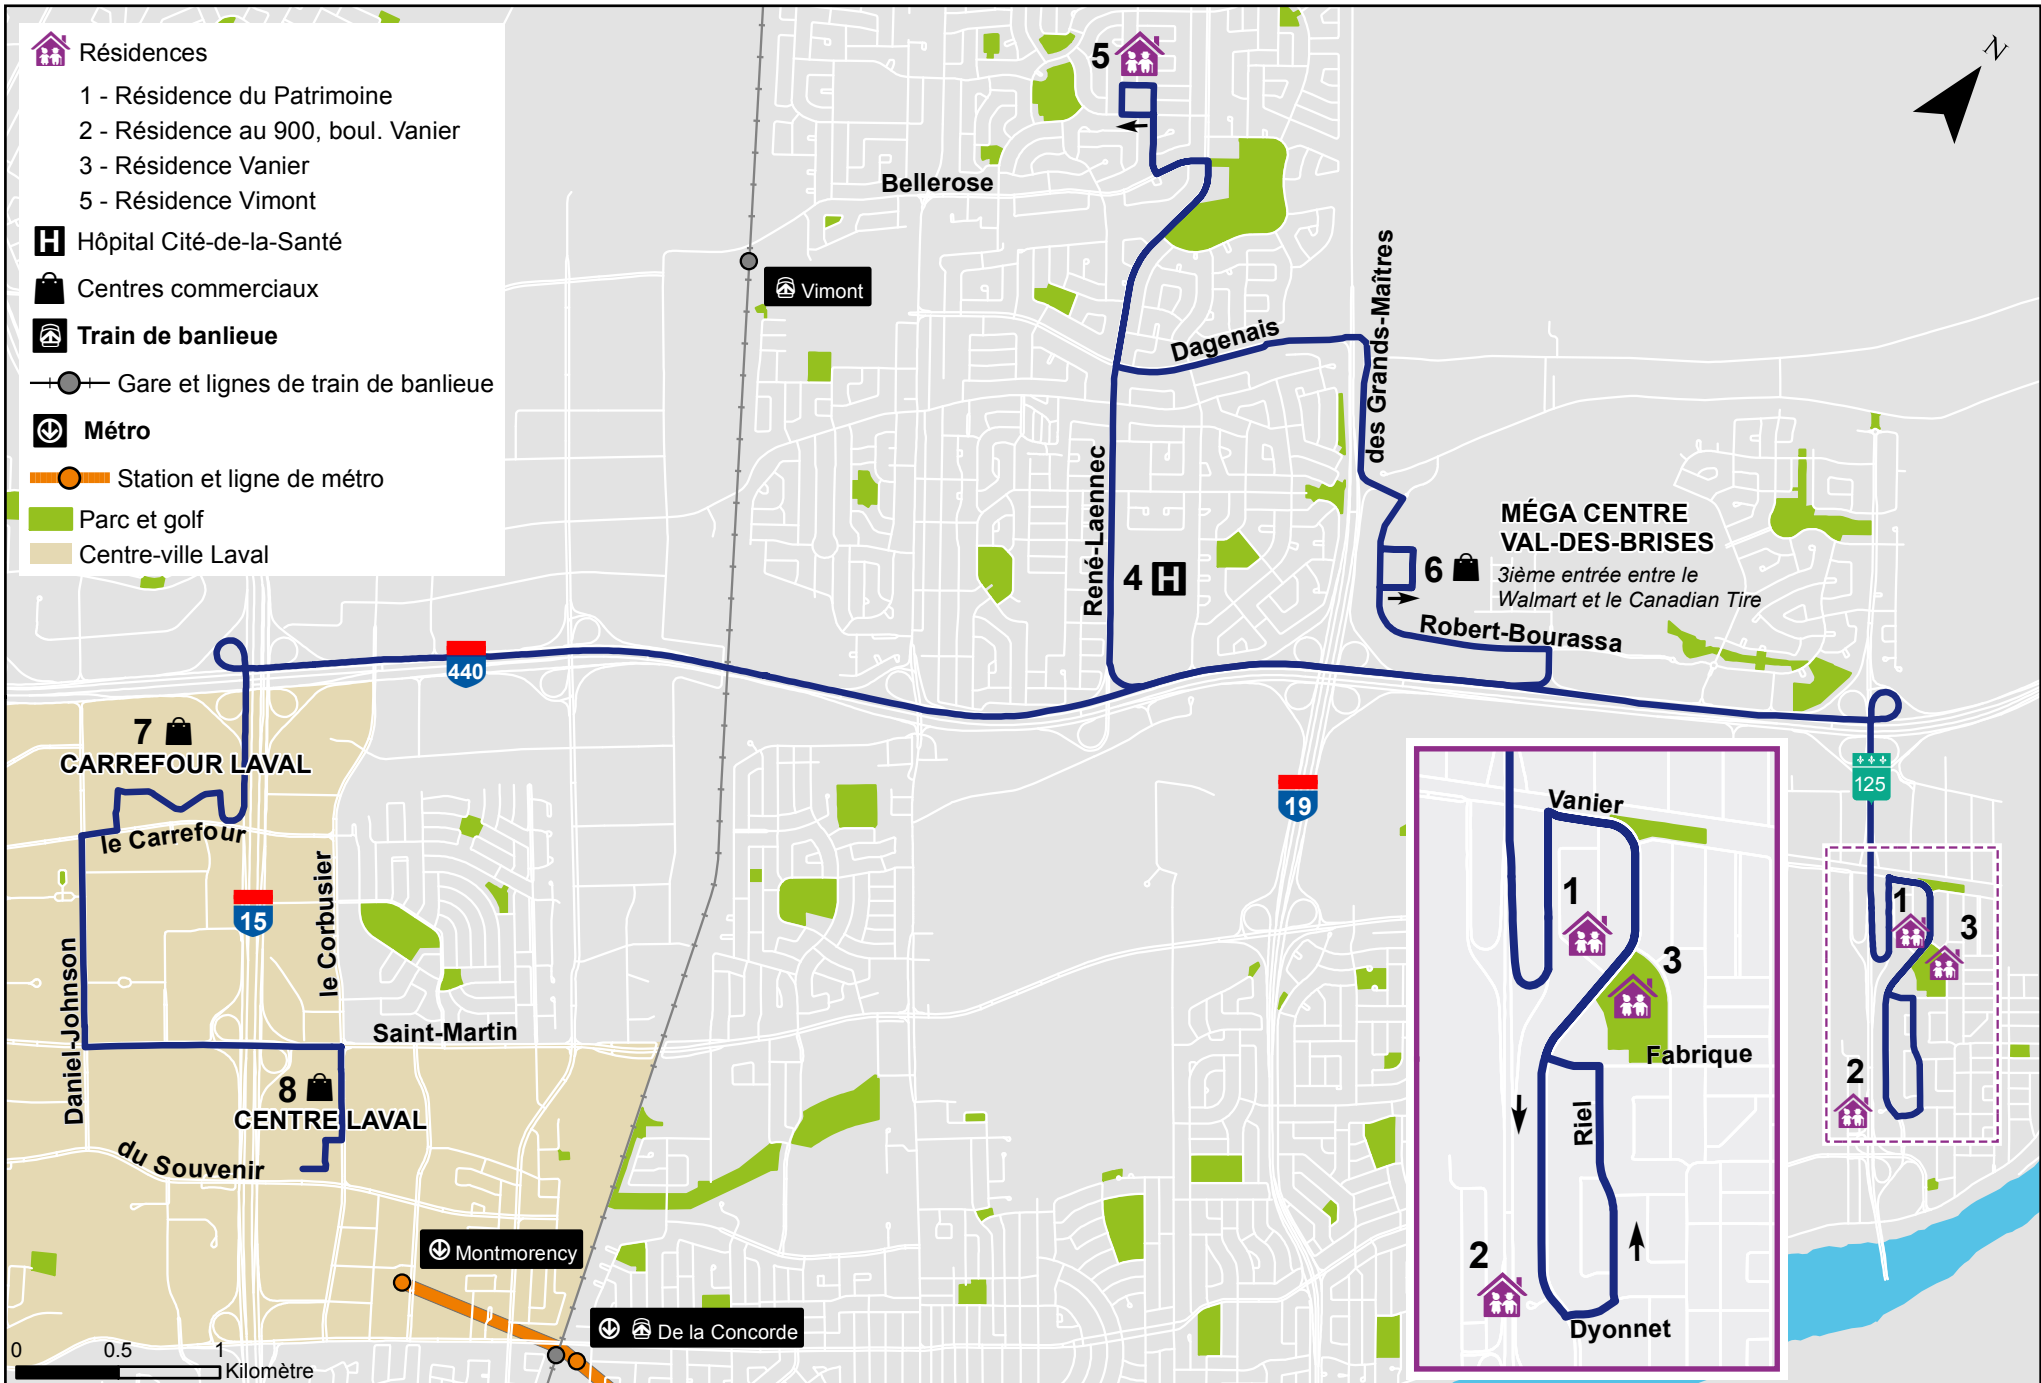 Résidences
1 - Résidence du Patrimoine
2 - Résidence au 900, boul. Vanier
3 - Résidence Vanier
5 - Résidence Vimont
H Hôpital Cité-de-la-Santé
Centres commerciaux
Train de banlieue
Gare et lignes de train de banlieue
Métro
Station et ligne de métro
Parc et golf
Centre-ville Laval
N
5
Bellerose
Vimont
Dagenais
des Grands-Maîtres
René-Laennec
4 H
MÉGA CENTRE
VAL-DES-BRISES
6
3ième entrée entre le
Walmart et le Canadian Tire
Robert-Bourassa
440
7
CARREFOUR LAVAL
le Carrefour
15
le Corbusier
Daniel-Johnson
Saint-Martin
8
CENTRE LAVAL
du Souvenir
Montmorency
De la Concorde
19
125
1
3
2
Vanier
1
3
Fabrique
Riel
2
Dyonnet
0 0.5 1
Kilomètre